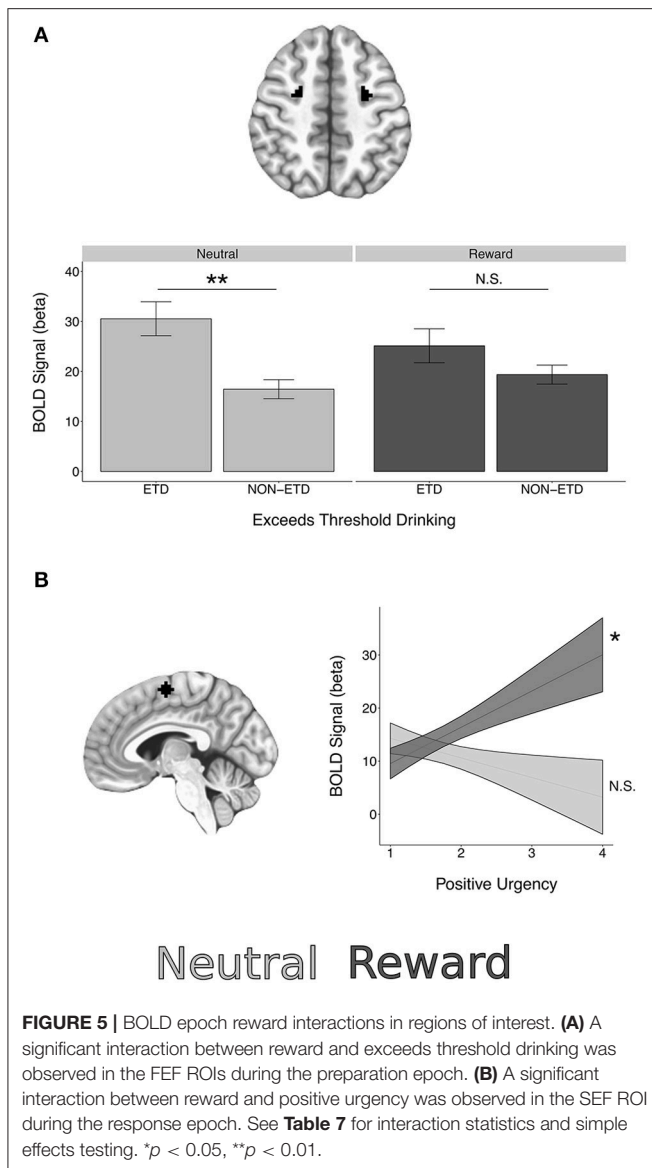 A
Neutral Reward
** N.S.
40
30
20
10
0
BOLD Signal (beta)
ETD NON−ETD ETD NON−ETD
Exceeds Threshold Drinking
B
BOLD Signal (beta)
30
20
10
0
*
N.S.
1 2 3 4
Positive Urgency
Neutral Reward
FIGURE 5 | BOLD epoch reward interactions in regions of interest. (A) A
significant interaction between reward and exceeds threshold drinking was
observed in the FEF ROIs during the preparation epoch. (B) A significant
interaction between reward and positive urgency was observed in the SEF ROI
during the response epoch. See Table 7 for interaction statistics and simple
effects testing. *p < 0.05, **p < 0.01.